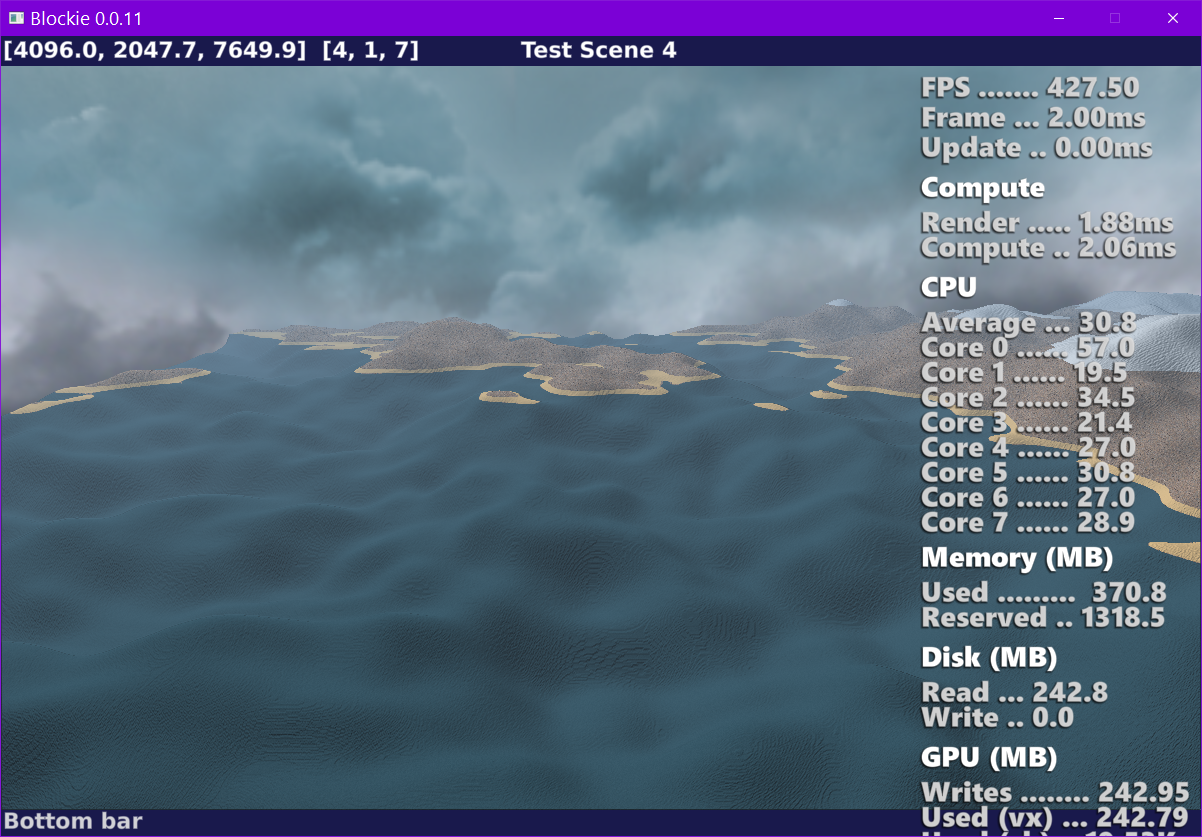 Blockie 0.0.11
[4096.0, 2047.7, 7649.9] [4, 1, 7] Test Scene 4
FPS ....... 427.50
Frame ... 2.00ms
Update .. 0.00ms
Compute
Render ..... 1.88ms
Compute .. 2.06ms
CPU
Average ... 30.8
Core 0 ...... 57.0
Core 1 ...... 19.5
Core 2 ...... 34.5
Core 3 ...... 21.4
Core 4 ...... 27.0
Core 5 ...... 30.8
Core 6 ...... 27.0
Core 7 ...... 28.9
Memory (MB)
Used ......... 370.8
Reserved .. 1318.5
Disk (MB)
Read ... 242.8
Write .. 0.0
GPU (MB)
Writes ........ 242.95
Used (vx) ... 242.79
Bottom bar